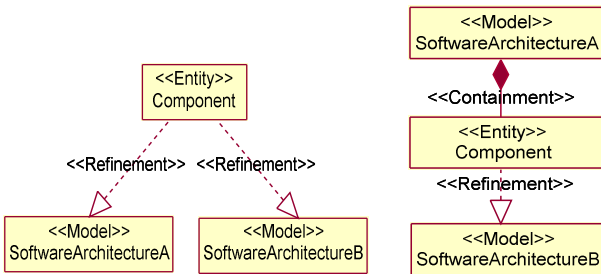 <<Entity>>
Component
<<Refinement>>
<<Refinement>>
<<Model>>
SoftwareArchitectureA
<<Model>>
SoftwareArchitectureB
<<Model>>
SoftwareArchitectureA
<<Containment>>
<<Entity>>
Component
<<Refinement>>
<<Model>>
SoftwareArchitectureB